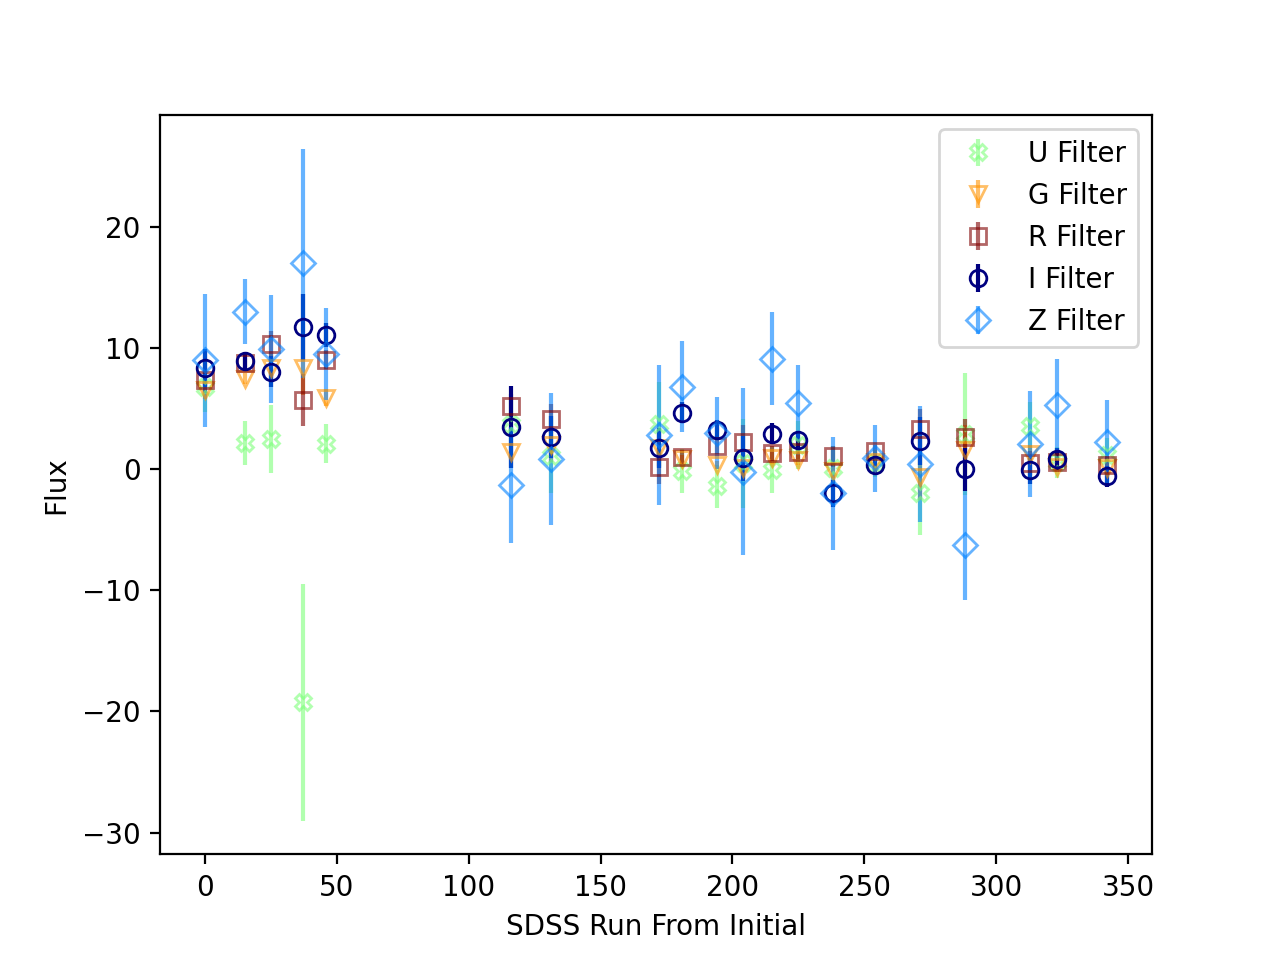 U Filter
G Filter
R Filter
I Filter
Z Filter
20
10
0
−10
−20
−30
Flux
0 50 100 150 200 250 300 350
SDSS Run From Initial